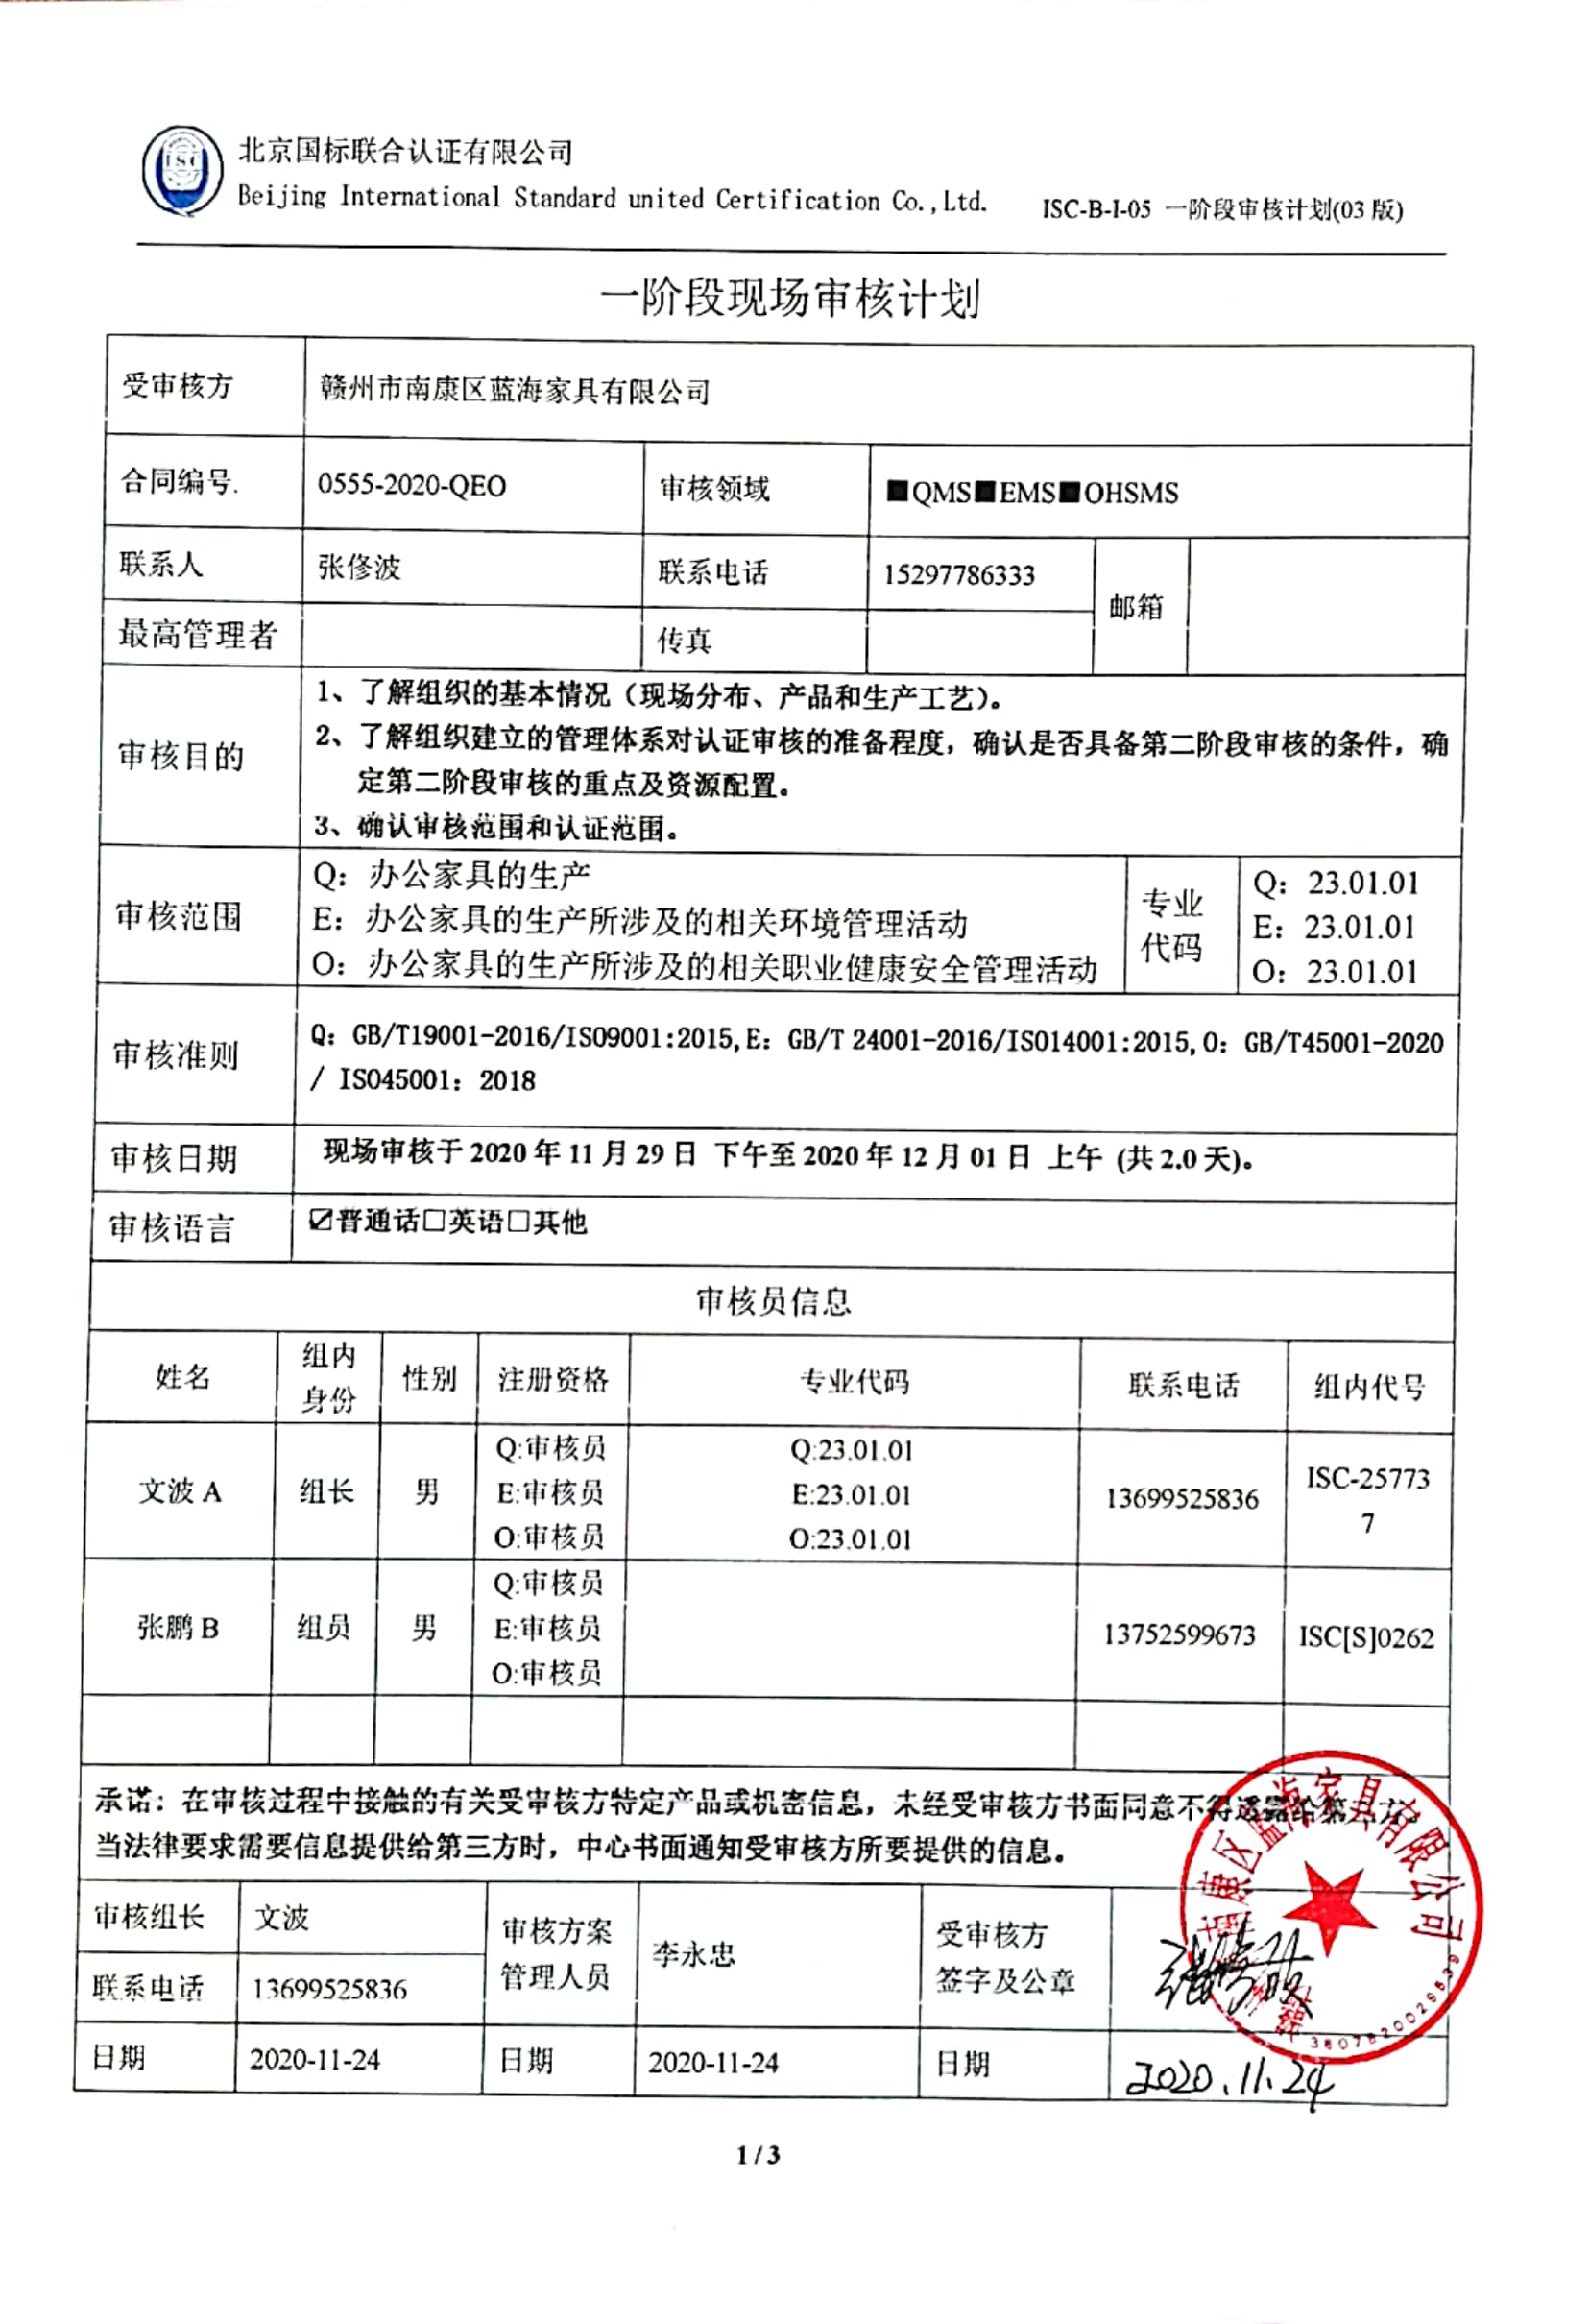 ISC
北京国标联合认证有限公司
Beijing International Standard united Certification Co.,Ltd.
ISC-B-I-05 一阶段审核计划(03版)
一阶段现场审核计划
受审核方 赣州市南康区蓝海家具有限公司
合同编号. 0555-2020-QEO 审核领域 ■QMS■EMS■OHSMS
联系人 张修波 联系电话 15297786333 邮箱
最高管理者 传真
审核目的
1、了解组织的基本情况（现场分布、产品和生产工艺）。
2、了解组织建立的管理体系对认证审核的准备程度，确认是否具备第二阶段审核的条件，确
定第二阶段审核的重点及资源配置。
3、确认审核范围和认证范围。
审核范围
Q：办公家具的生产
E：办公家具的生产所涉及的相关环境管理活动
O：办公家具的生产所涉及的相关职业健康安全管理活动
专业
代码
Q：23.01.01
E：23.01.01
O：23.01.01
审核准则
Q：GB/T19001-2016/ISO9001:2015,E：GB/T 24001-2016/ISO14001:2015,O：GB/T45001-2020
/ ISO45001：2018
审核日期 现场审核于2020年11月29日 下午至2020年12月01日 上午 (共2.0天)。
审核语言 ☑普通话□英语□其他
审核员信息
姓名 组内
身份 性别 注册资格 专业代码 联系电话 组内代号
文波A 组长 男
Q:审核员
E:审核员
O:审核员
Q:23.01.01
E:23.01.01
O:23.01.01
13699525836
ISC-25773
7
张鹏B 组员 男
Q:审核员
E:审核员
O:审核员
13752599673 ISC[S]0262
承诺：在审核过程中接触的有关受审核方特定产品或机密信息，未经受审核方书面同意不得透露给第三方。
当法律要求需要信息提供给第三方时，中心书面通知受审核方所要提供的信息。
审核组长 文波
审核方案
管理人员
李永忠
受审核方
签字及公章
联系电话 13699525836
张修波
康区蓝海家具有限公司
日期 2020-11-24 日期 2020-11-24 日期 2020.11.24
1 / 3